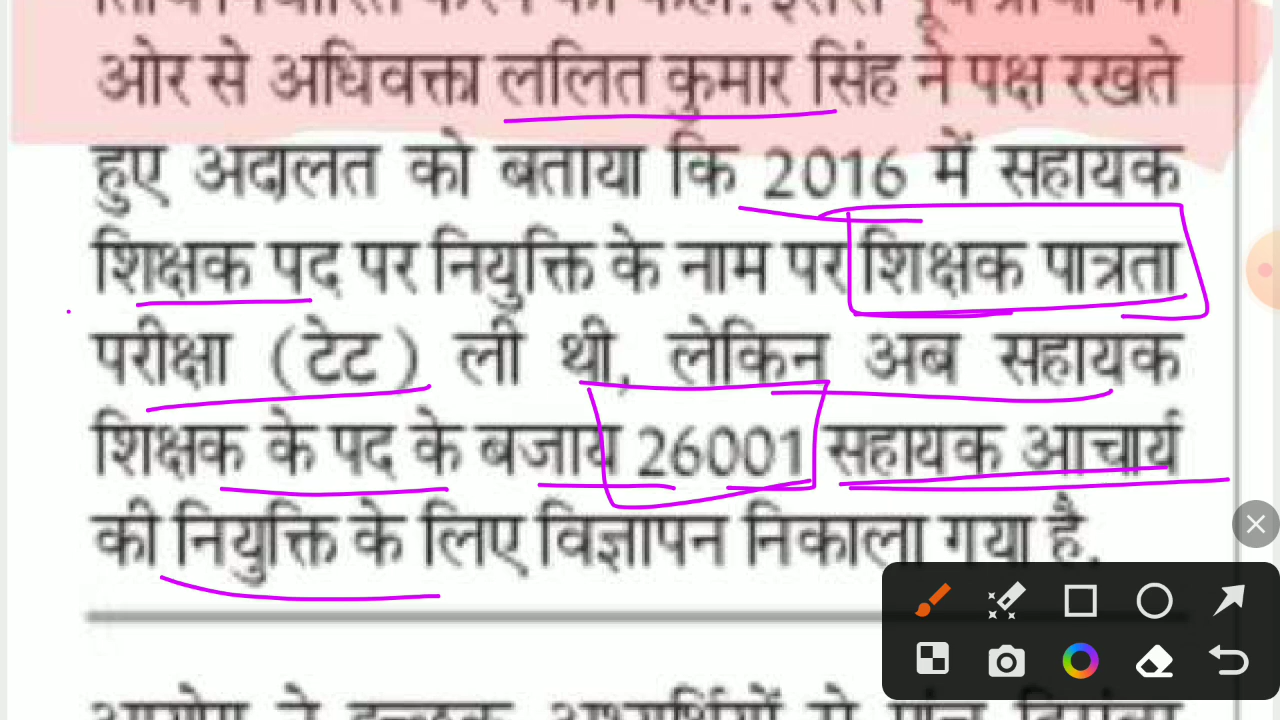 ओर से अधिवक्ता ललित कुमार सिंह ने पक्ष रखते
हुए अदालत को बताया कि 2016 में सहायक
शिक्षक पद पर नियुक्ति के नाम पर शिक्षक पात्रता
परीक्षा (टेट) ली थी, लेकिन अब सहायक
शिक्षक के पद के बजाय 26001 सहायक आचार्य
की नियुक्ति के लिए विज्ञापन निकाला गया है.